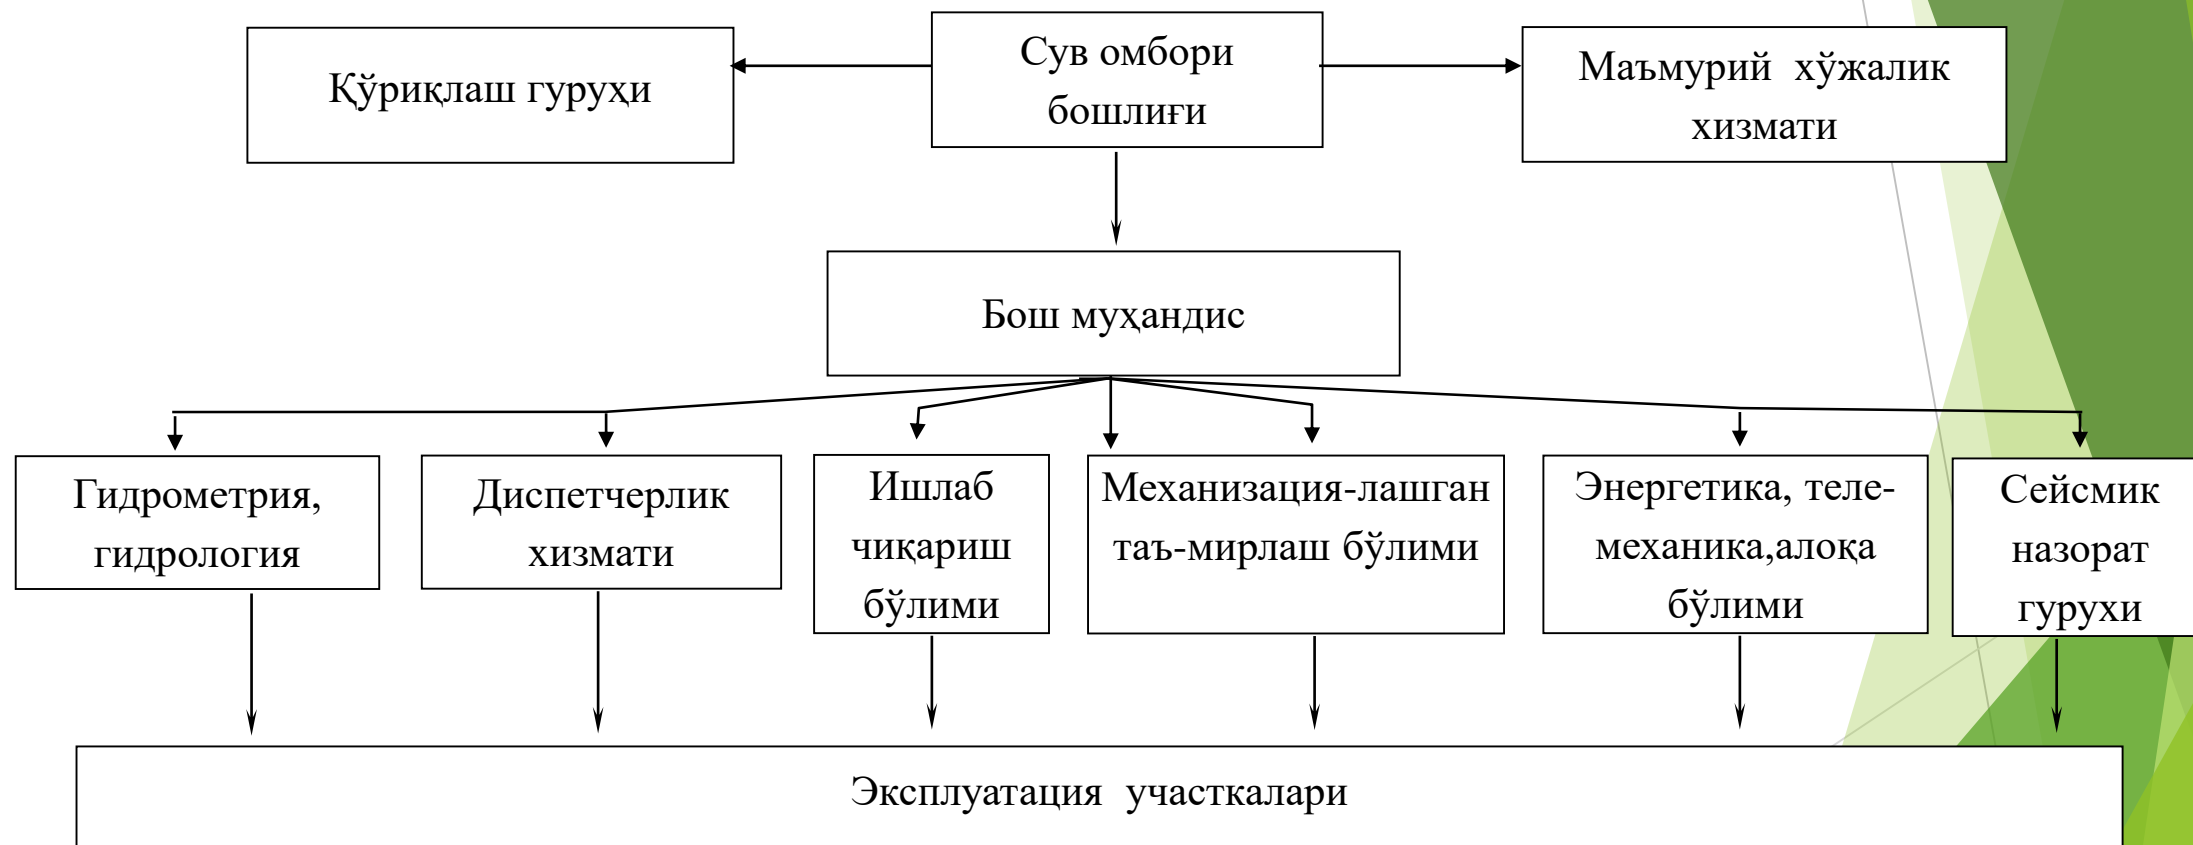 Қўриқлаш гуруҳи
Сув омбори
бошлиғи
Маъмурий хўжалик
хизмати
Бош муҳандис
Гидрометрия,
гидрология
Диспетчерлик
хизмати
Ишлаб
чиқариш
бўлими
Механизация-лашган
таъ-мирлаш бўлими
Энергетика, теле-
механика,алоқа
бўлими
Сейсмик
назорат
гурухи
Эксплуатация участкалари